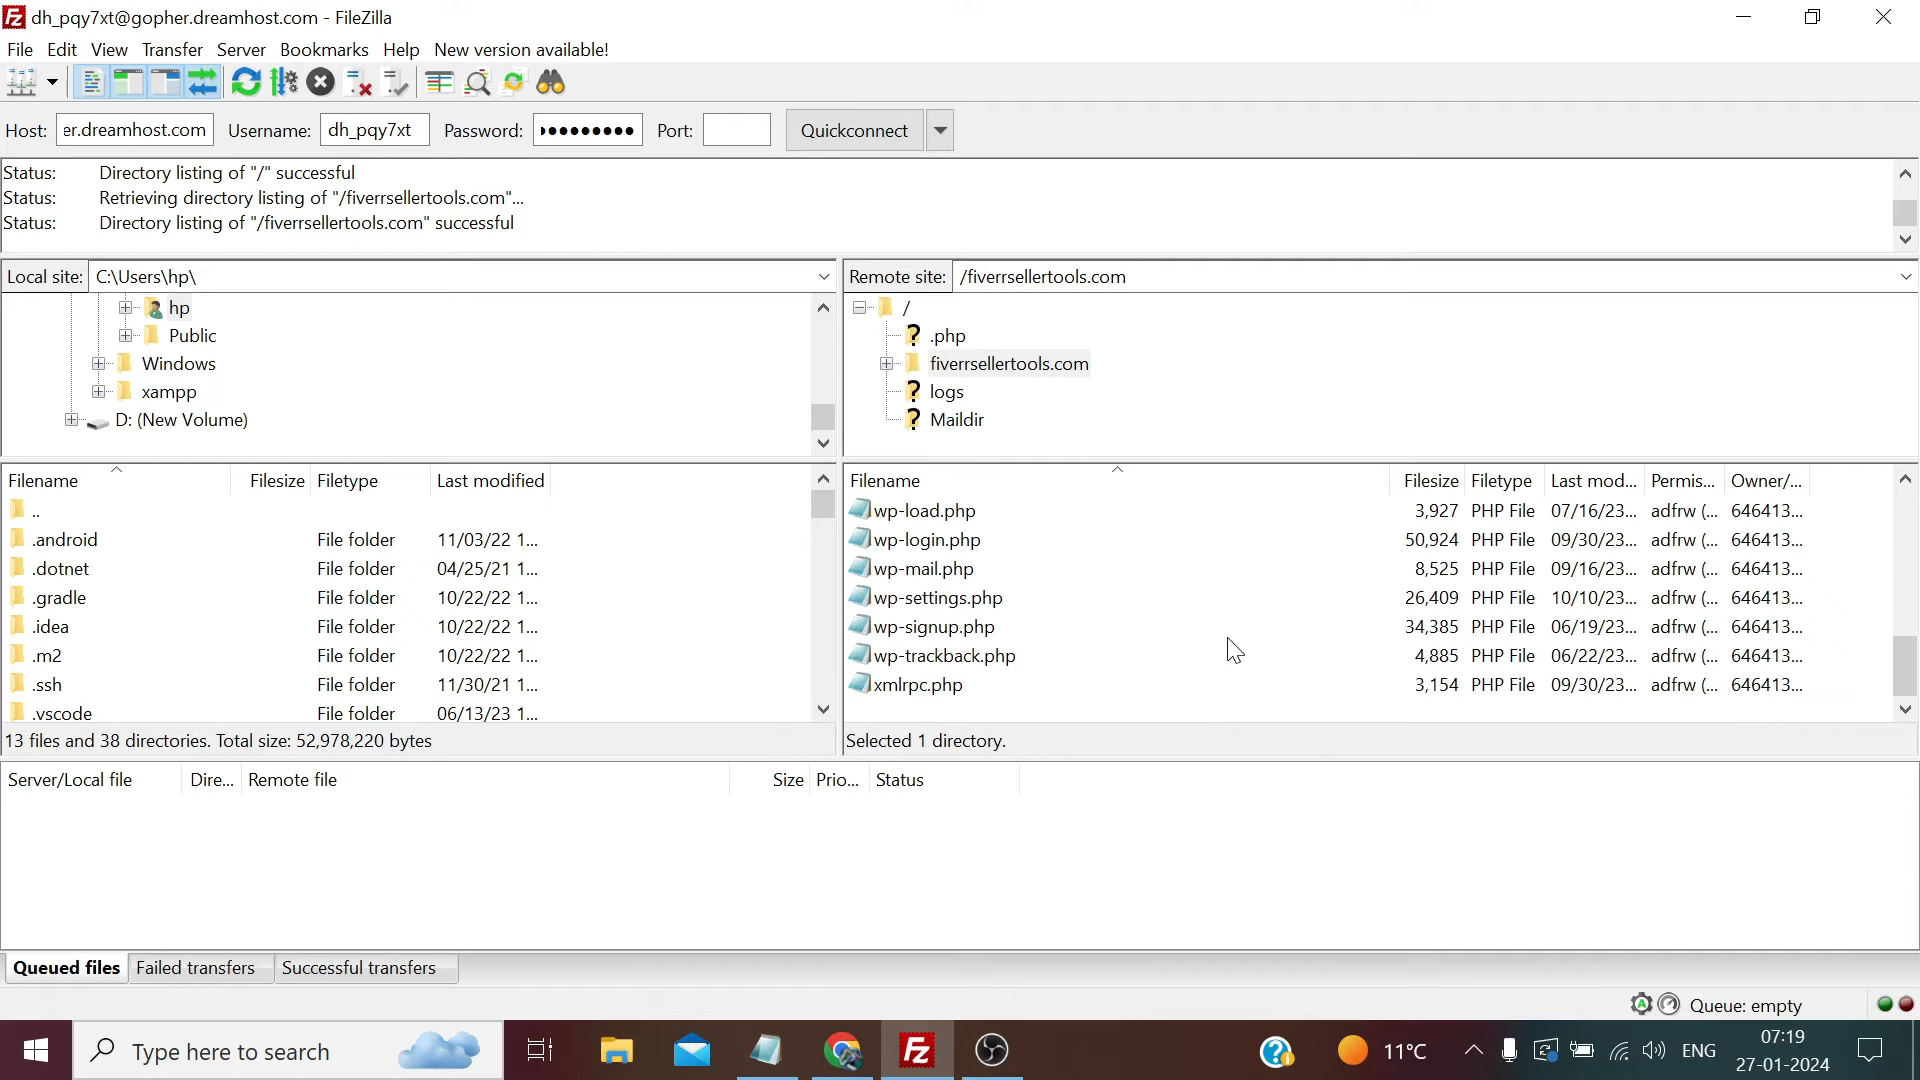 dh_pqy7xt@gopher.dreamhost.com - FileZilla
File Edit View Transfer Server Bookmarks Help New version available!
Host: er.dreamhost.com Username: dh_pqy7xt Password: ●●●●●●●●● Port: Quickconnect
Status: Directory listing of "/" successful
Status: Retrieving directory listing of "/fiverrsellertools.com"...
Status: Directory listing of "/fiverrsellertools.com" successful
Local site: C:\Users\hp\
hp
Public
Windows
xampp
D: (New Volume)
Remote site: /fiverrsellertools.com
/
.php
fiverrsellertools.com
logs
Maildir
Filename Filesize Filetype Last modified
..
.android File folder 11/03/22 1...
.dotnet File folder 04/25/21 1...
.gradle File folder 10/22/22 1...
.idea File folder 10/22/22 1...
.m2 File folder 10/22/22 1...
.ssh File folder 11/30/21 1...
.vscode File folder 06/13/23 1...
13 files and 38 directories. Total size: 52,978,220 bytes
Filename Filesize Filetype Last mod... Permis... Owner/...
wp-load.php 3,927 PHP File 07/16/23... adfrw (... 646413...
wp-login.php 50,924 PHP File 09/30/23... adfrw (... 646413...
wp-mail.php 8,525 PHP File 09/16/23... adfrw (... 646413...
wp-settings.php 26,409 PHP File 10/10/23... adfrw (... 646413...
wp-signup.php 34,385 PHP File 06/19/23... adfrw (... 646413...
wp-trackback.php 4,885 PHP File 06/22/23... adfrw (... 646413...
xmlrpc.php 3,154 PHP File 09/30/23... adfrw (... 646413...
Selected 1 directory.
Server/Local file Dire... Remote file Size Prio... Status
Queued files Failed transfers Successful transfers
Queue: empty
Type here to search
11°C
ENG
07:19
27-01-2024